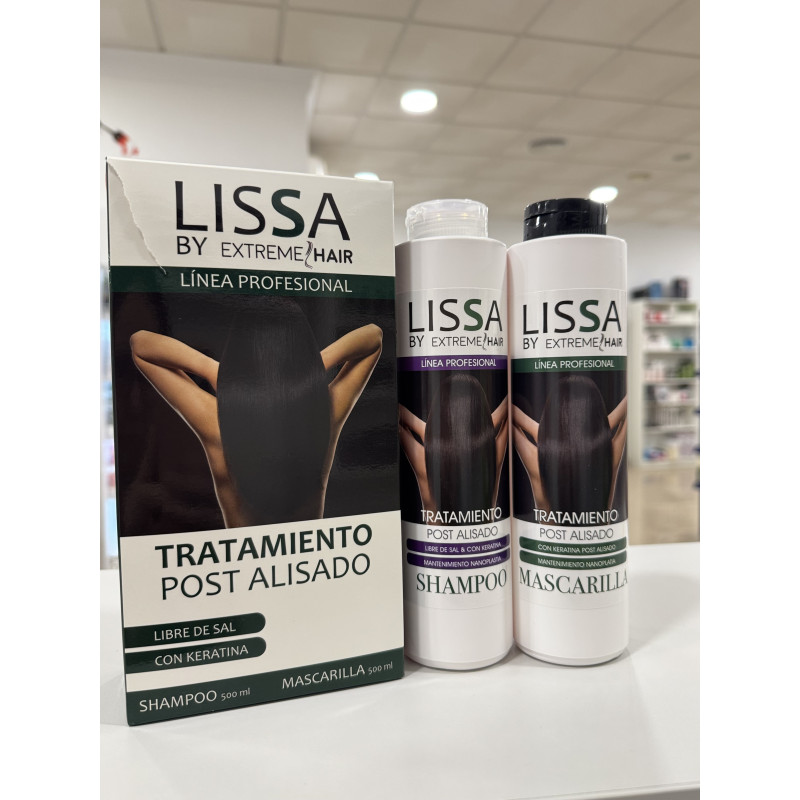 LISSA
BY EXTREME HAIR
LÍNEA PROFESIONAL
TRATAMIENTO
POST ALISADO
LIBRE DE SAL
CON KERATINA
SHAMPOO 500 ml
MASCARILLA 500 ml
LISSA
BY EXTREME HAIR
LÍNEA PROFESIONAL
TRATAMIENTO
POST ALISADO
LIBRE DE SAL & CON KERATINA
MANTENIMIENTO NANOPLASTIA
SHAMPOO
LISSA
BY EXTREME HAIR
LÍNEA PROFESIONAL
TRATAMIENTO
POST ALISADO
CON KERATINA POST ALISADO
MANTENIMIENTO NANOPLATIA
MASCARILLA